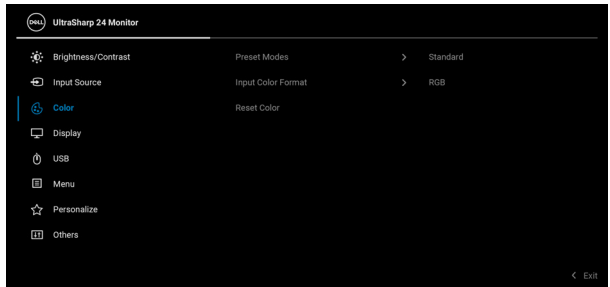 DELL UltraSharp 24 Monitor
Brightness/Contrast Preset Modes > Standard
Input Source Input Color Format > RGB
Color Reset Color
Display
USB
Menu
Personalize
Others
< Exit